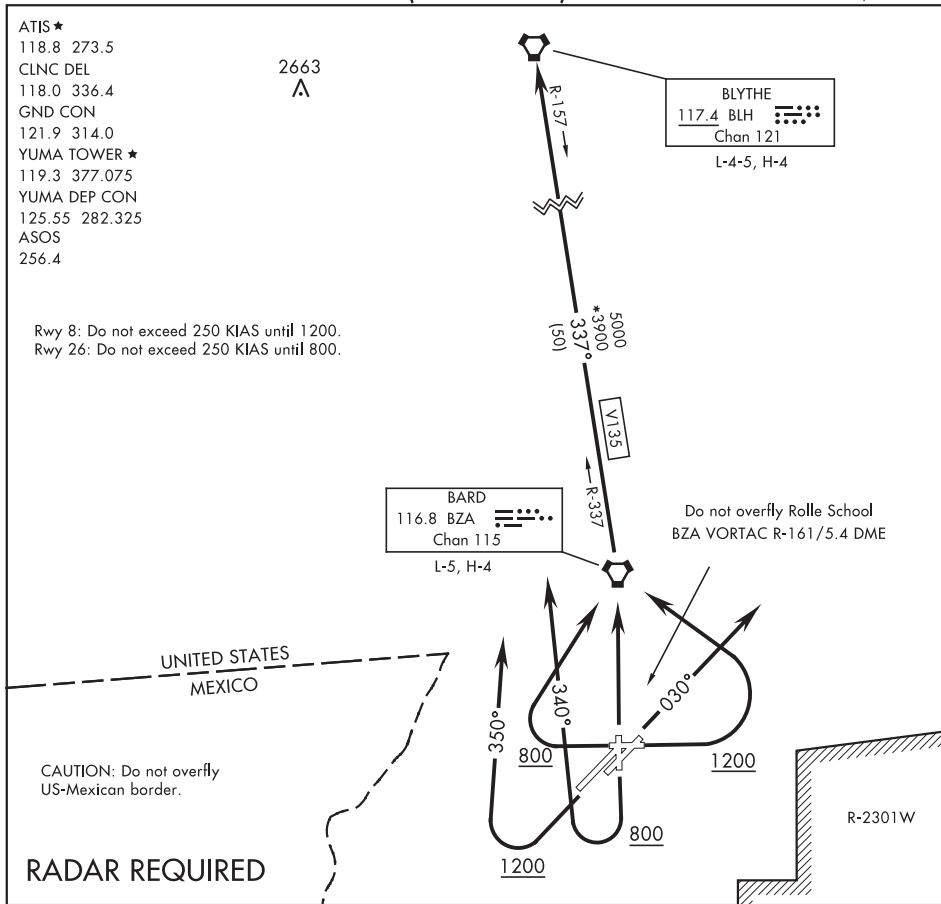 ATIS ★
118.8 273.5
CLNC DEL
118.0 336.4
GND CON
121.9 314.0
YUMA TOWER ★
119.3 377.075
YUMA DEP CON
125.55 282.325
ASOS
256.4
2663
Rwy 8: Do not exceed 250 KIAS until 1200.
Rwy 26: Do not exceed 250 KIAS until 800.
R-157
BLYTHE
117.4 BLH
Chan 121
L-4-5, H-4
5000
*3900
337°
(50)
V135
R-337
BARD
116.8 BZA
Chan 115
L-5, H-4
Do not overfly Rolle School
BZA VORTAC R-161/5.4 DME
UNITED STATES
MEXICO
350°
340°
030°
800
1200
800
1200
CAUTION: Do not overfly
US-Mexican border.
R-2301W
RADAR REQUIRED